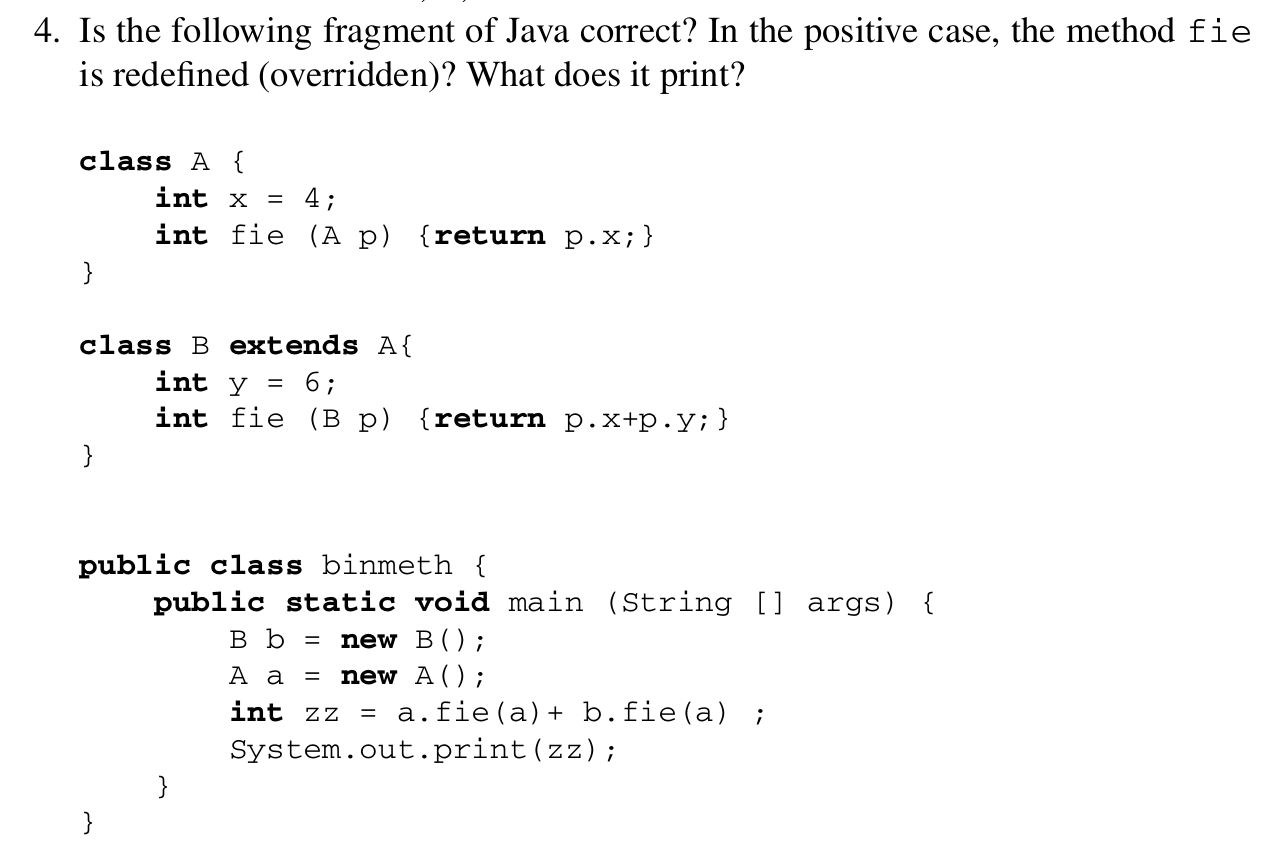 4. Is the following fragment of Java correct? In the positive case, the method fie
is redefined (overridden)? What does it print?
class A {
int x = 4;
int fie (A p) {return p.x;}
}
class B extends A{
int y = 6;
int fie (B p) {return p.x+p.y;}
}
public class binmeth {
public static void main (String [] args) {
B b = new B();
A a = new A();
int zz = a.fie(a)+ b.fie(a) ;
System.out.print(zz);
}
}